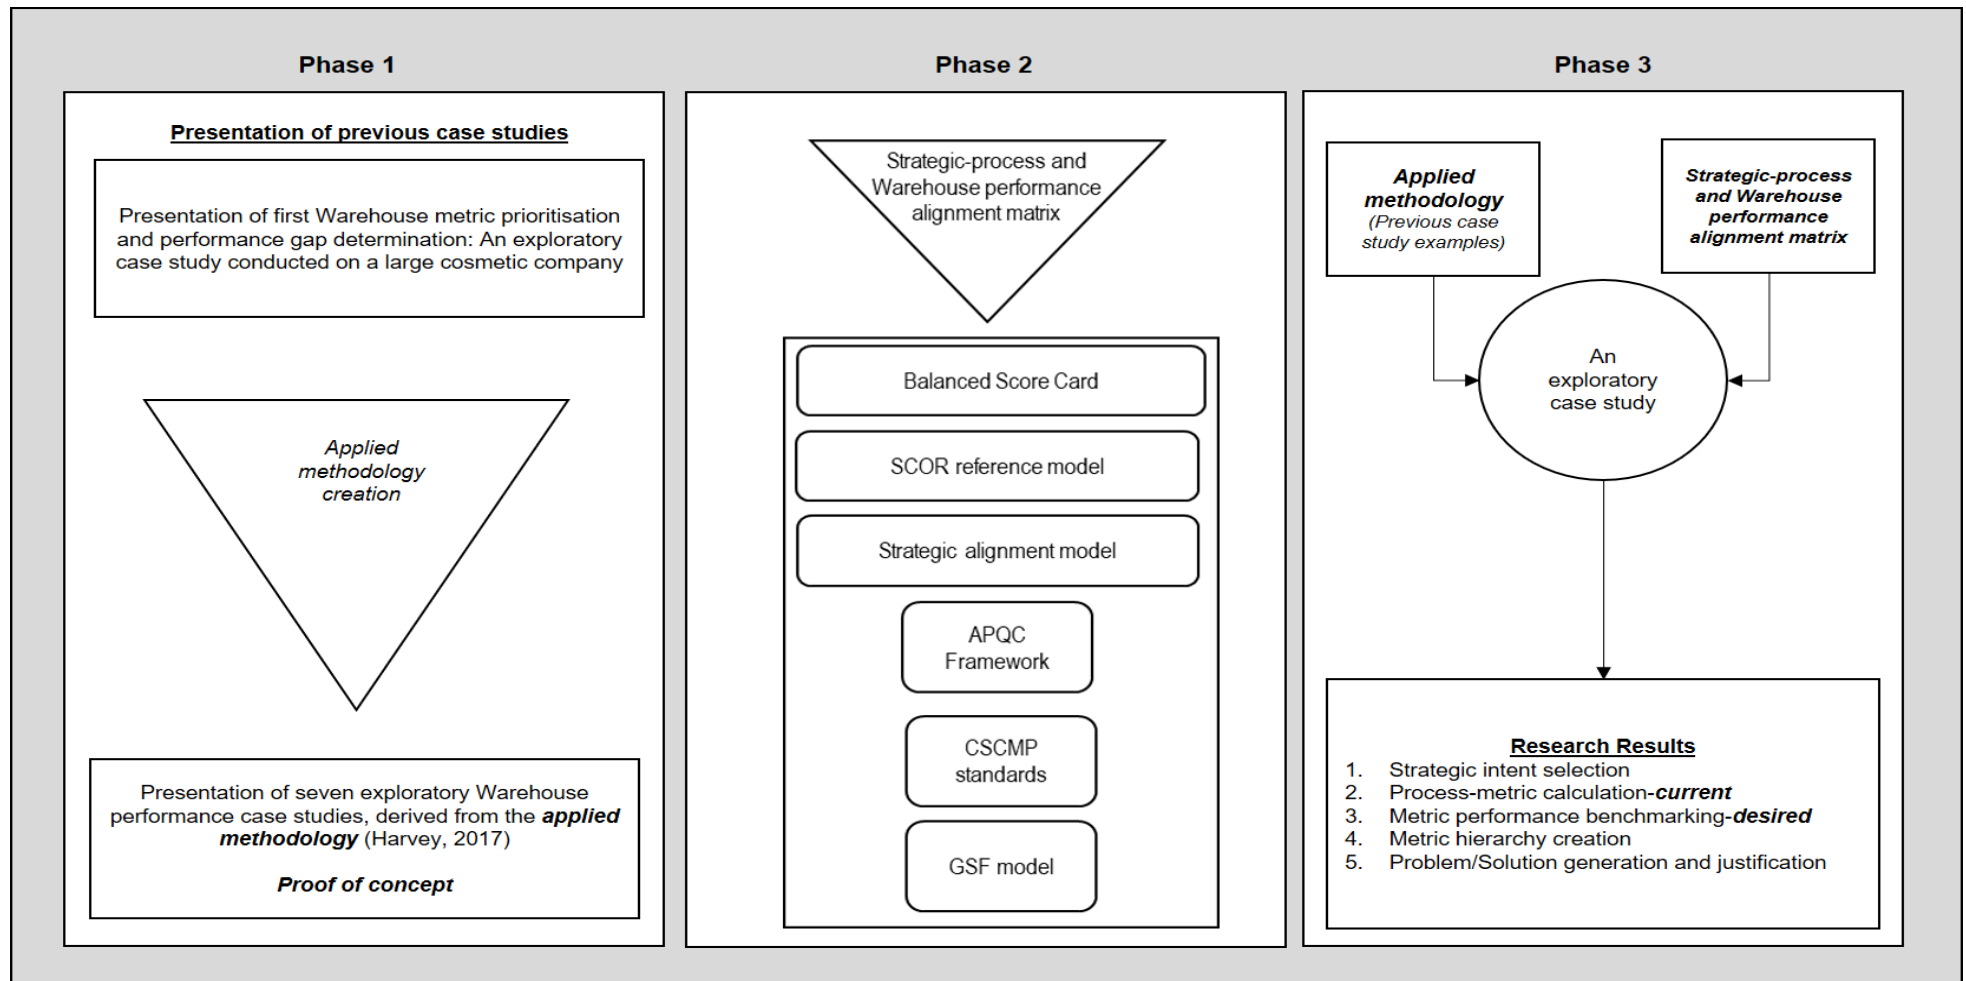 Phase 1
Presentation of previous case studies
Presentation of first Warehouse metric prioritisation
and performance gap determination: An exploratory
case study conducted on a large cosmetic company
Applied
methodology
creation
Presentation of seven exploratory Warehouse
performance case studies, derived from the applied
methodology (Harvey, 2017)
Proof of concept
Phase 2
Strategic-process and
Warehouse performance
alignment matrix
Balanced Score Card
SCOR reference model
Strategic alignment model
APQC
Framework
CSCMP
standards
GSF model
Phase 3
Applied
methodology
(Previous case
study examples)
Strategic-process
and Warehouse
performance
alignment matrix
An
exploratory
case study
Research Results
1. Strategic intent selection
2. Process-metric calculation-current
3. Metric performance benchmarking-desired
4. Metric hierarchy creation
5. Problem/Solution generation and justification